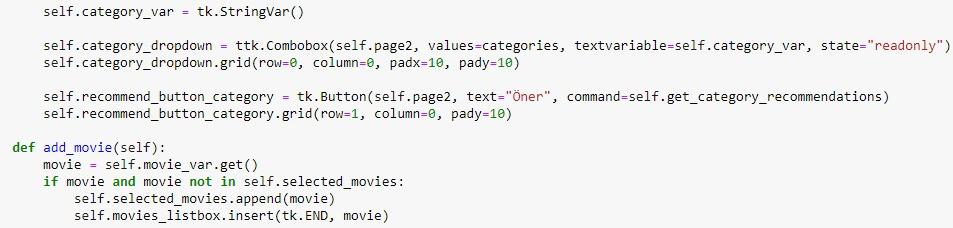 self.category_var = tk.StringVar()
self.category_dropdown = ttk.Combobox(self.page2, values=categories, textvariable=self.category_var, state="readonly")
self.category_dropdown.grid(row=0, column=0, padx=10, pady=10)
self.recommend_button_category = tk.Button(self.page2, text="Öner", command=self.get_category_recommendations)
self.recommend_button_category.grid(row=1, column=0, pady=10)
def add_movie(self):
movie = self.movie_var.get()
if movie and movie not in self.selected_movies:
self.selected_movies.append(movie)
self.movies_listbox.insert(tk.END, movie)